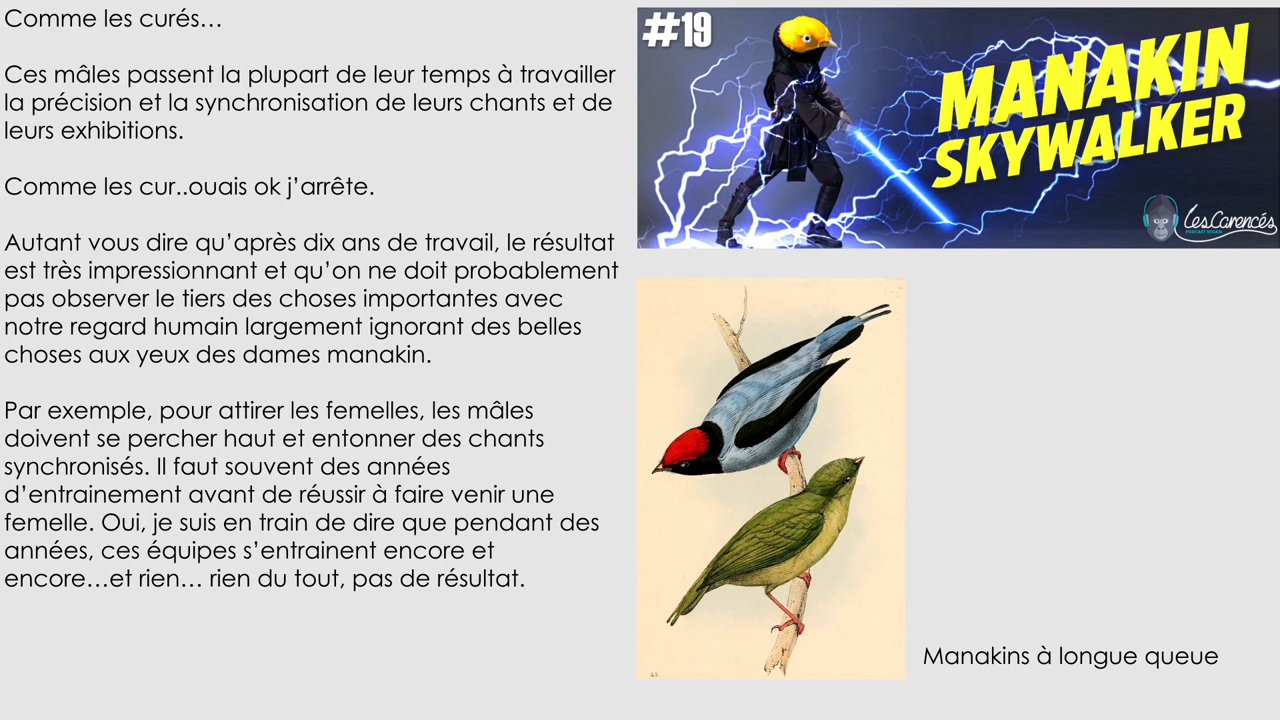 Comme les curés…
Ces mâles passent la plupart de leur temps à travailler
la précision et la synchronisation de leurs chants et de
leurs exhibitions.
Comme les cur..ouais ok j’arrête.
Autant vous dire qu’après dix ans de travail, le résultat
est très impressionnant et qu’on ne doit probablement
pas observer le tiers des choses importantes avec
notre regard humain largement ignorant des belles
choses aux yeux des dames manakin.
Par exemple, pour attirer les femelles, les mâles
doivent se percher haut et entonner des chants
synchronisés. Il faut souvent des années
d’entrainement avant de réussir à faire venir une
femelle. Oui, je suis en train de dire que pendant des
années, ces équipes s’entrainent encore et
encore…et rien… rien du tout, pas de résultat.
#19
MANAKIN
SKYWALKER
Les Carencés
PODCAST VEGAN
45
Manakins à longue queue